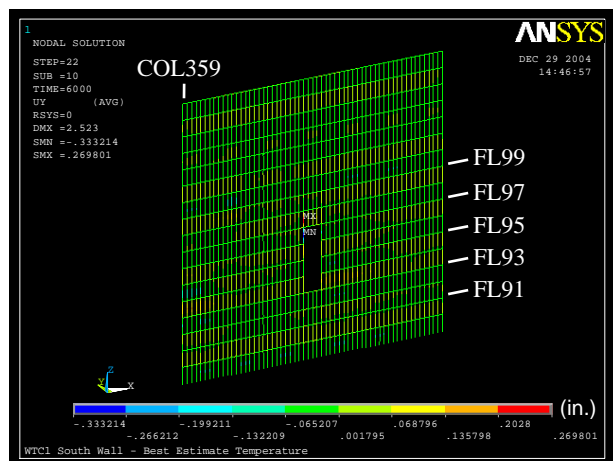 1
NODAL SOLUTION
STEP=22
SUB =10
TIME=6000
UY (AVG)
RSYS=0
DMX =2.523
SMN =-.333214
SMX =.269801
ANSYS
DEC 29 2004
14:46:57
COL359
FL99
FL97
FL95
FL93
FL91
MX
MN
Z
Y
X
(in.)
-.333214 -.199211 -.065207 .068796 .2028
-.266212 -.132209 .001795 .135798 .269801
WTC1 South Wall - Best Estimate Temperature